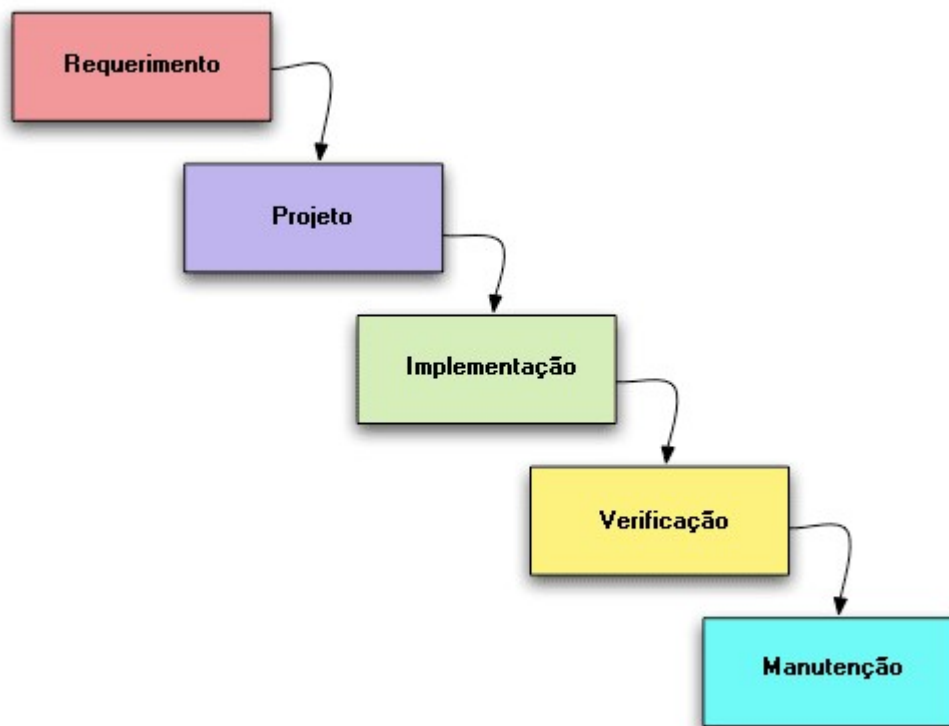 Requerimento
Projeto
Implementação
Verificação
Manutenção